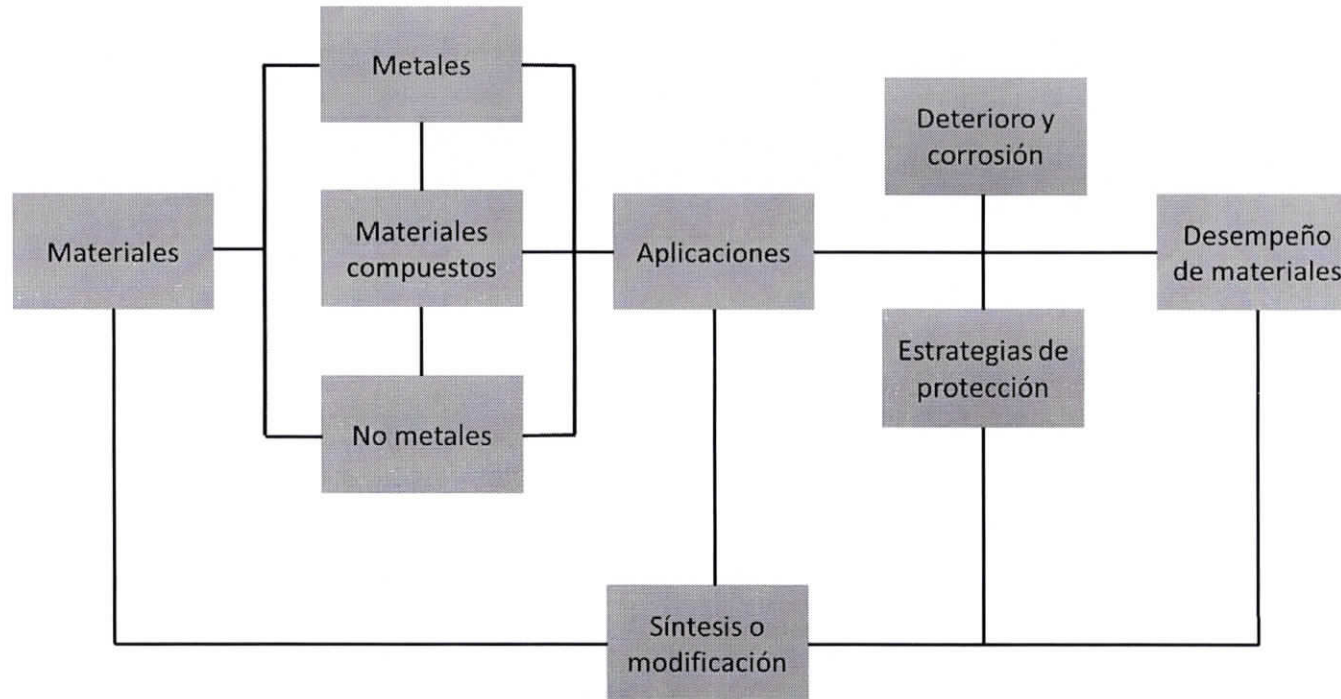 Metales
Deterioro y
corrosión
Materiales
Materiales
compuestos
Aplicaciones
Desempeño
de materiales
Estrategias de
protección
No metales
Síntesis o
modificación